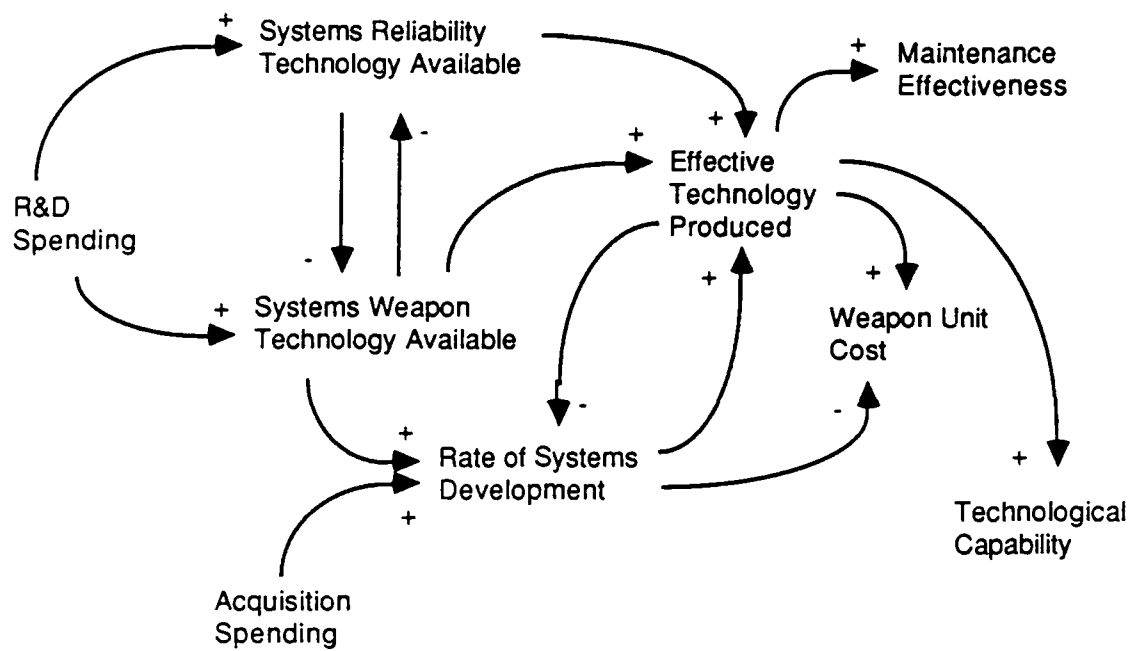 +
Systems Reliability
Technology Available
+
Maintenance
Effectiveness
-
+
+
Effective
Technology
Produced
R&D
Spending
-
+
Systems Weapon
Technology Available
+
+
Weapon Unit
Cost
-
-
+
Rate of Systems
Development
+
+
Technological
Capability
Acquisition
Spending